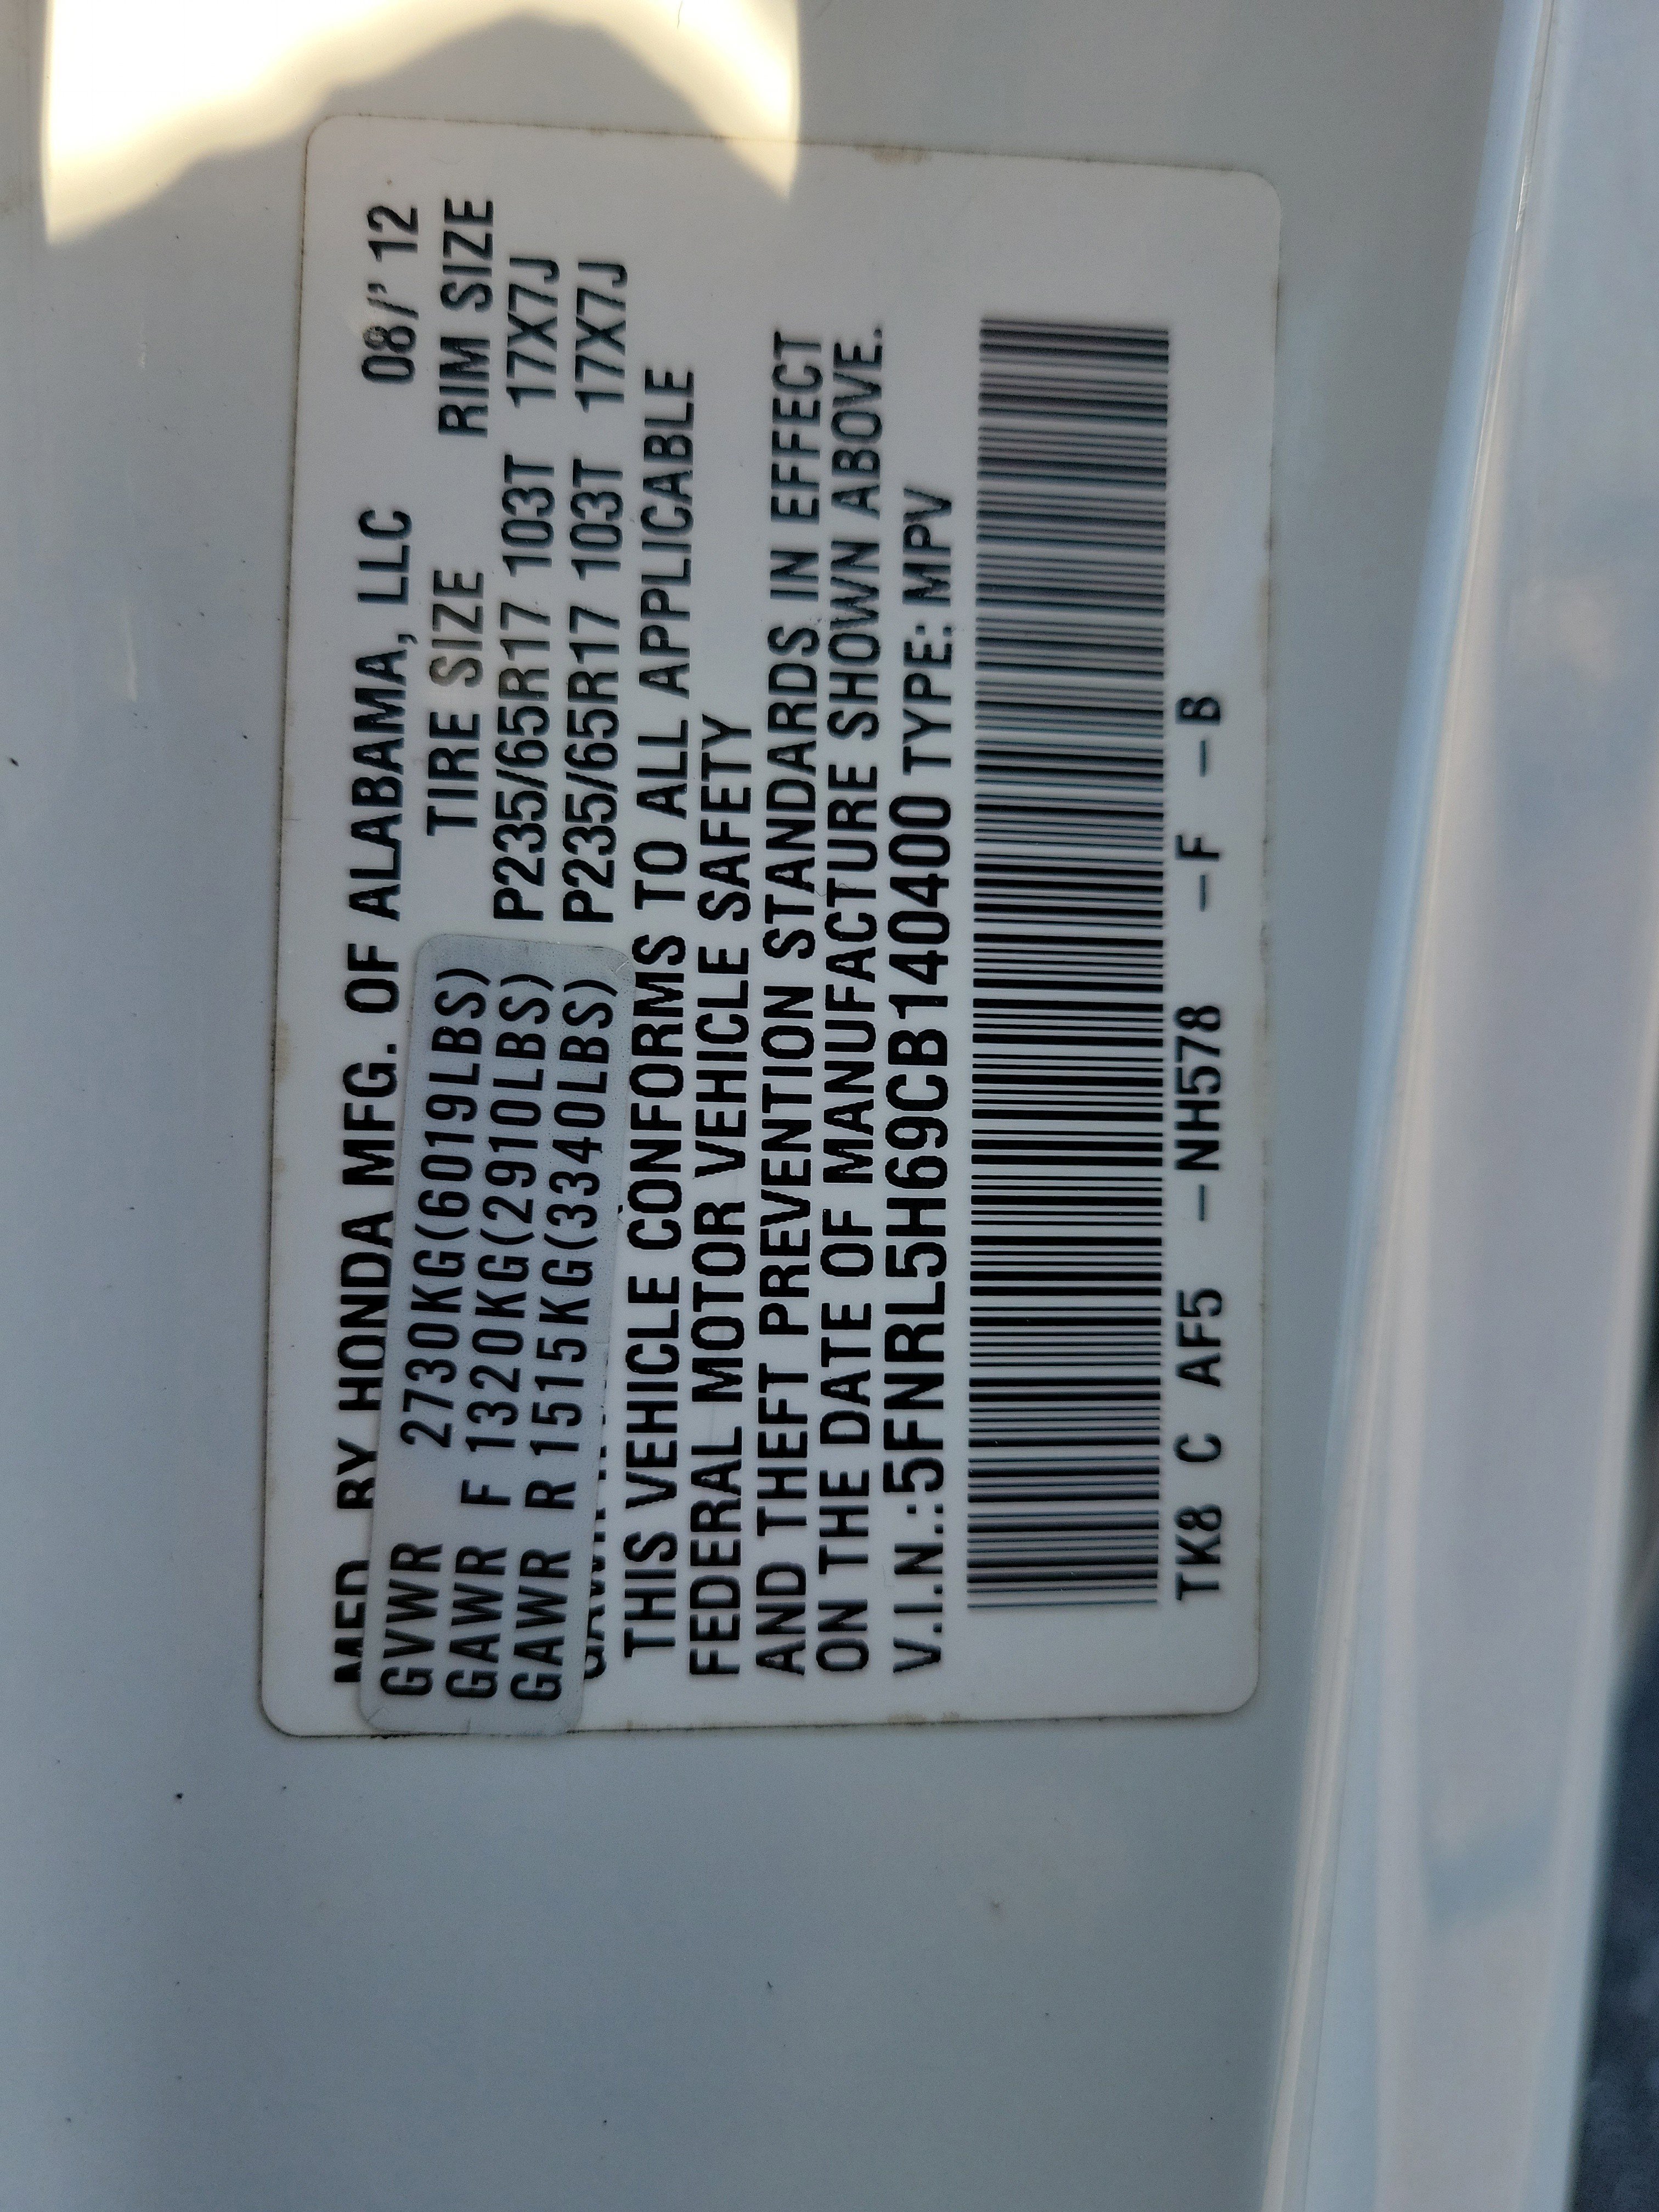 MFD. BY HONDA MFG. OF ALABAMA, LLC 08/' 12
TIRE SIZE RIM SIZE
GVWR 2730KG(6019LBS)
GAWR F 1320KG(2910LBS) P235/65R17 103T 17X7J
GAWR R 1515KG(3340LBS) P235/65R17 103T 17X7J
THIS VEHICLE CONFORMS TO ALL APPLICABLE
FEDERAL MOTOR VEHICLE SAFETY
AND THEFT PREVENTION STANDARDS IN EFFECT
ON THE DATE OF MANUFACTURE SHOWN ABOVE.
V.I.N.:5FNRL5H69CB140400 TYPE: MPV
TK8 C AF5 -NH578 -F -B